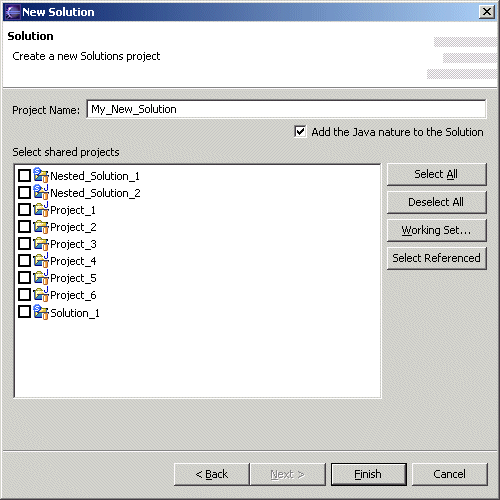 New Solution
Solution
Create a new Solutions project
Project Name: My_New_Solution
Add the Java nature to the Solution
Select shared projects
Nested_Solution_1
Nested_Solution_2
Project_1
Project_2
Project_3
Project_4
Project_5
Project_6
Solution_1
Select All
Deselect All
Working Set...
Select Referenced
< Back
Next >
Finish
Cancel